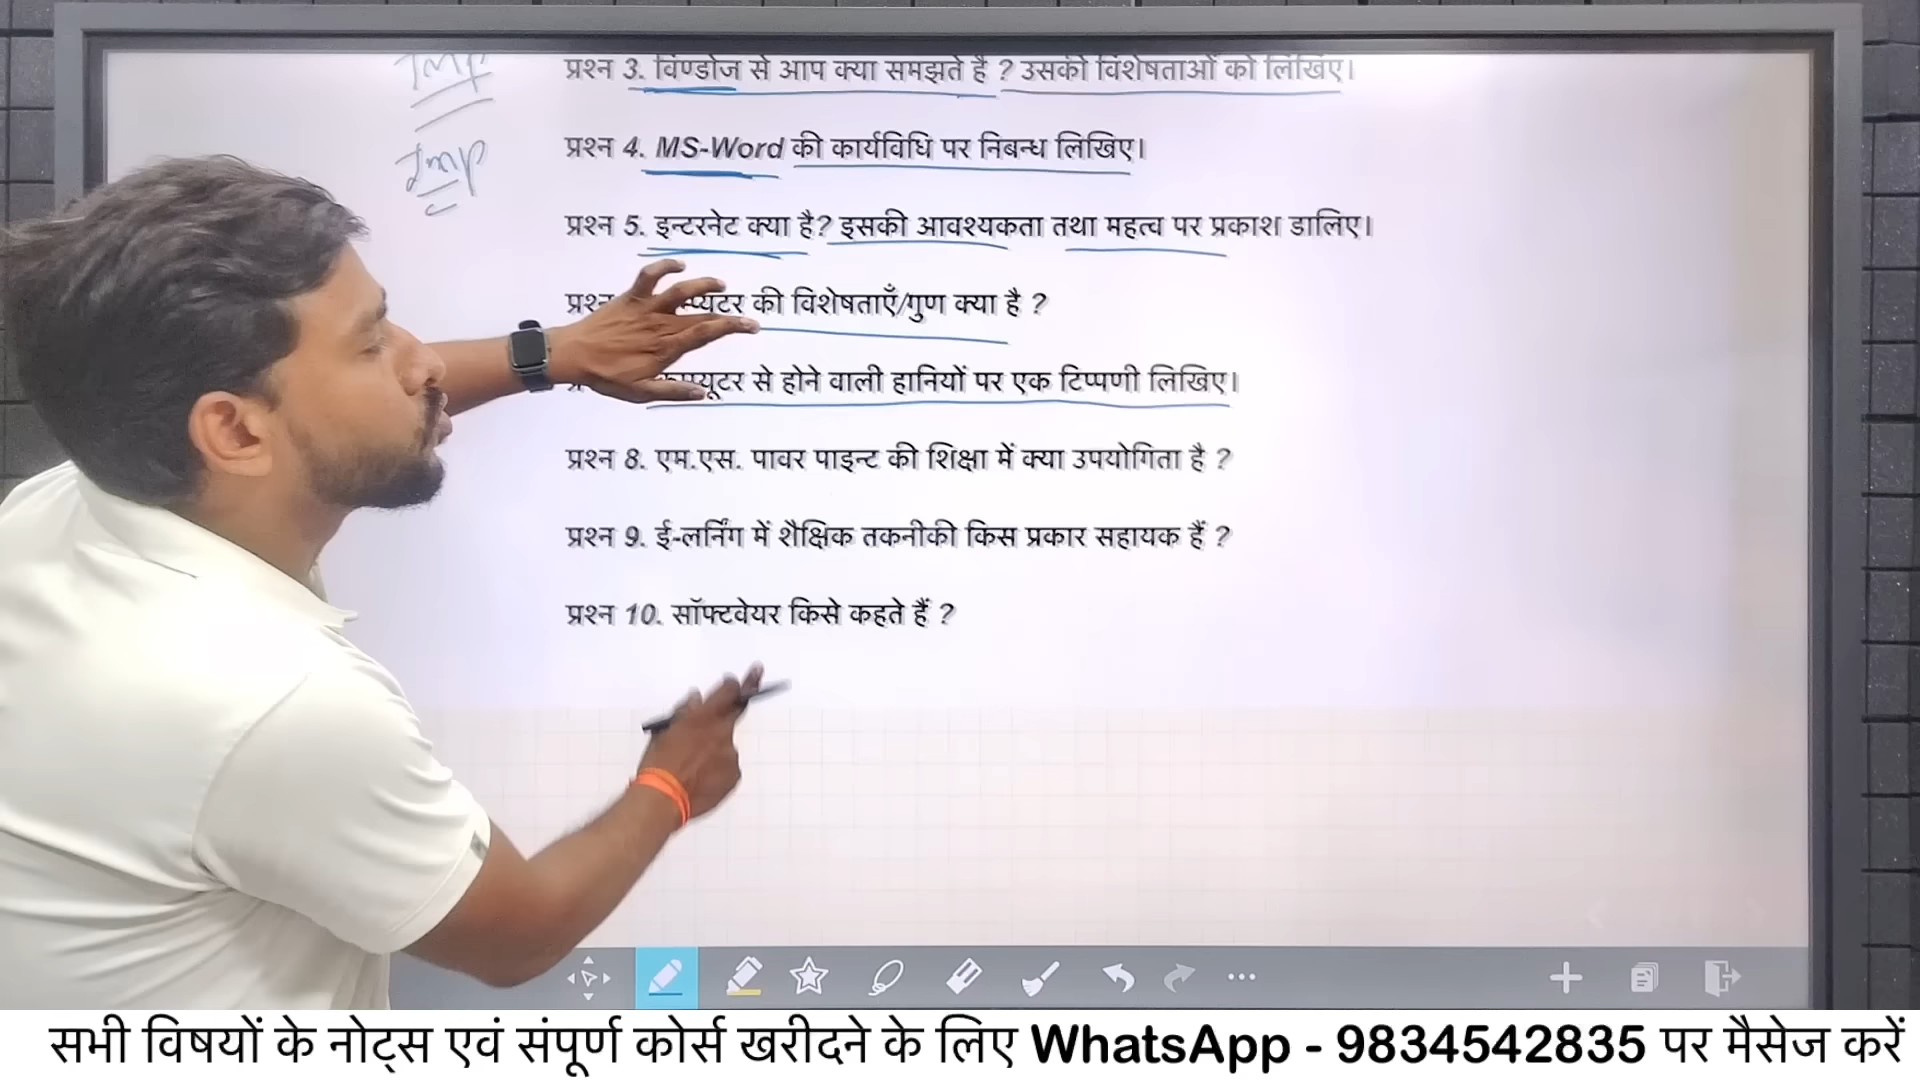 Imp प्रश्न 3. विण्डोज से आप क्या समझते है ? उसकी विशेषताओं को लिखिए।
Imp प्रश्न 4. MS-Word की कार्यविधि पर निबन्ध लिखिए।
प्रश्न 5. इन्टरनेट क्या है? इसकी आवश्यकता तथा महत्व पर प्रकाश डालिए।
की विशेषताएँ/गुण क्या है ?
से होने वाली हानियों पर एक टिप्पणी लिखिए।
प्रश्न 8. एम.एस. पावर पाइन्ट की शिक्षा में क्या उपयोगिता है ?
प्रश्न 9. ई-लर्निंग में शैक्षिक तकनीकी किस प्रकार सहायक हैं ?
प्रश्न 10. सॉफ्टवेयर किसे कहते हैं ?
सभी विषयों के नोट्स एवं संपूर्ण कोर्स खरीदने के लिए WhatsApp - 9834542835 पर मैसेज करें